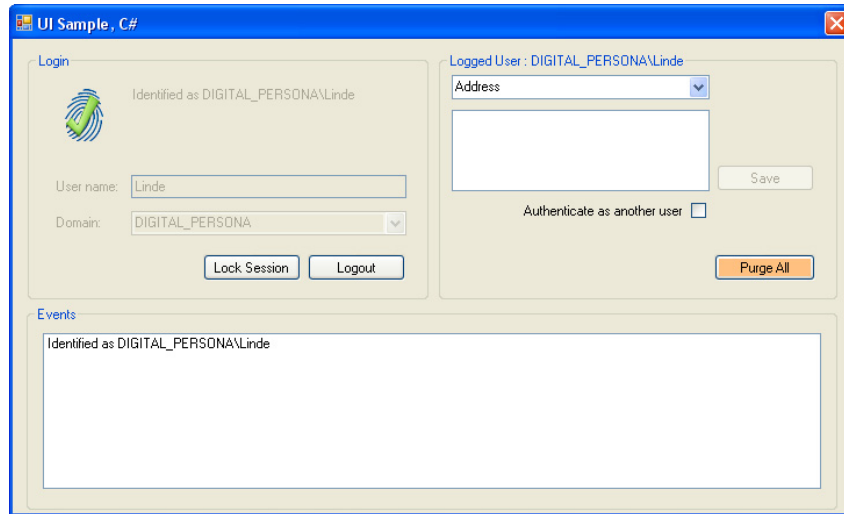 UI Sample, C#
Login
Identified as DIGITAL_PERSONA\Linde
User name: Linde
Domain: DIGITAL_PERSONA
Lock Session Logout
Logged User : DIGITAL_PERSONA\Linde
Address
Save
Authenticate as another user
Purge All
Events
Identified as DIGITAL_PERSONA\Linde